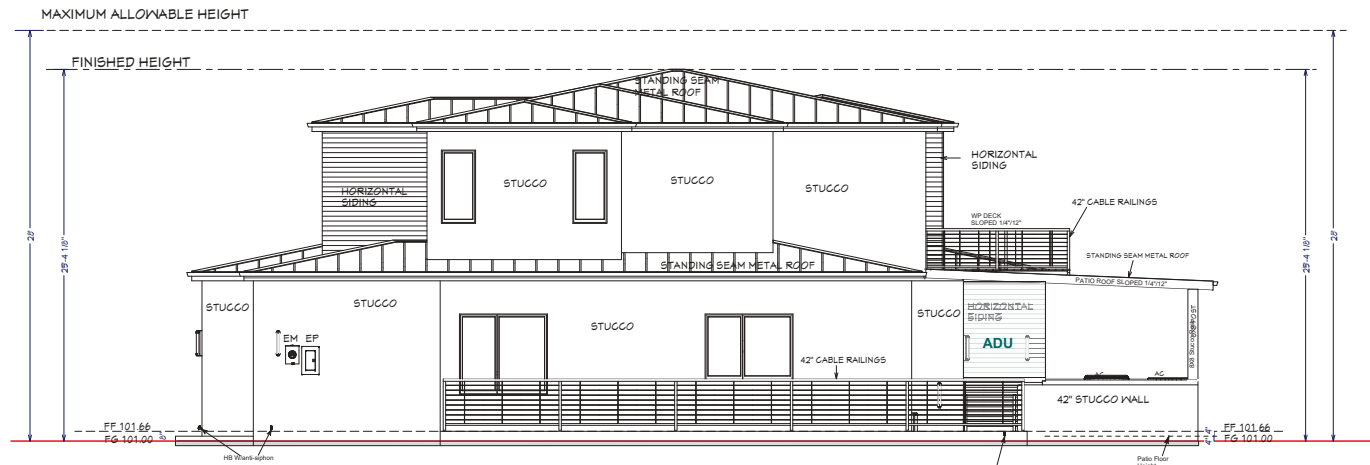 MAXIMUM ALLOWABLE HEIGHT
FINISHED HEIGHT
STANDING SEAM
METAL ROOF
HORIZONTAL
SIDING
HORIZONTAL
SIDING
STUCCO
STUCCO
STUCCO
WP DECK
SLOPED 1/4"/12"
42" CABLE RAILINGS
28'
25'-4 1/8"
25'-4 1/8"
28'
STANDING SEAM METAL ROOF
STANDING SEAM METAL ROOF
PATIO ROOF SLOPED 1/4"/12"
STUCCO
STUCCO
STUCCO
STUCCO
HORIZONTAL
SIDING
ADU
EM EP
42" CABLE RAILINGS
AC
AC
42" STUCCO WALL
FF 101.66
FG 101.00
8"
FF 101.66
FG 101.00
HB W/anti-siphon
Patio Floor
Height